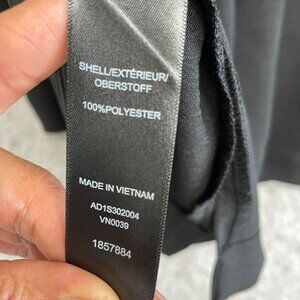 SHELL/EXTÉRIEUR/
OBERSTOFF
100%POLYESTER
MADE IN VIETNAM
AD1S302004
VN0039
1857884